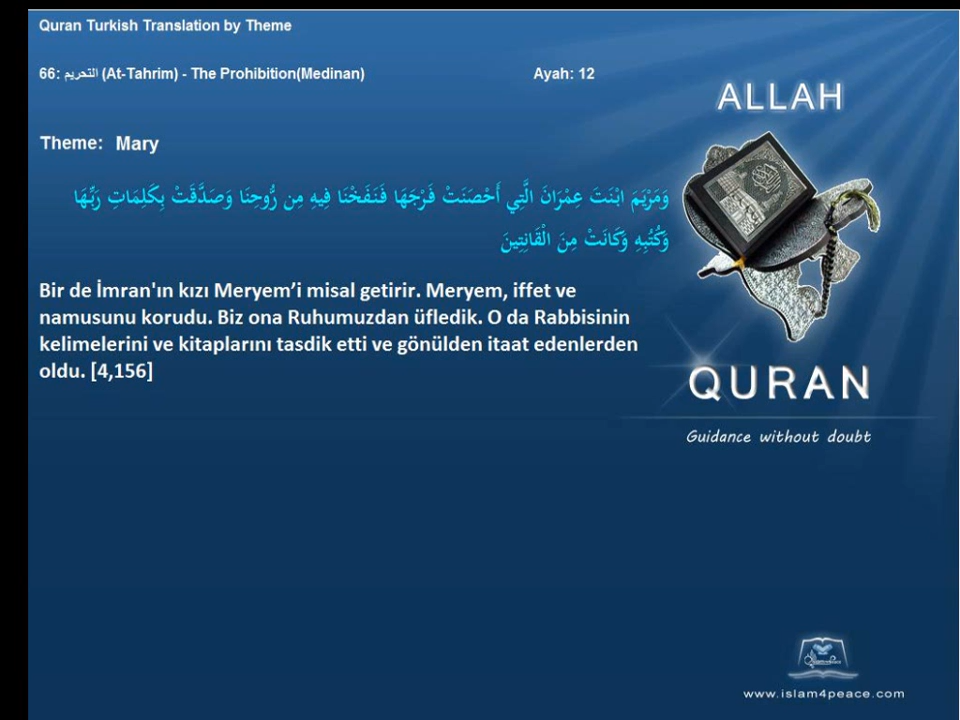 Quran Turkish Translation by Theme
66: التحريم (At-Tahrim) - The Prohibition(Medinan) Ayah: 12
Theme: Mary
وَمَرْيَمَ ابْنَتَ عِمْرَانَ الَّتِي أَحْصَنَتْ فَرْجَهَا فَنَفَخْنَا فِيهِ مِن رُّوحِنَا وَصَدَّقَتْ بِكَلِمَاتِ رَبِّهَا
وَكُتُبِهِ وَكَانَتْ مِنَ الْقَانِتِينَ
Bir de İmran'ın kızı Meryem’i misal getirir. Meryem, iffet ve
namusunu korudu. Biz ona Ruhumuzdan üfledik. O da Rabbisinin
kelimelerini ve kitaplarını tasdik etti ve gönülden itaat edenlerden
oldu. [4,156]
ALLAH
QURAN
Guidance without doubt
www.islam4peace.com